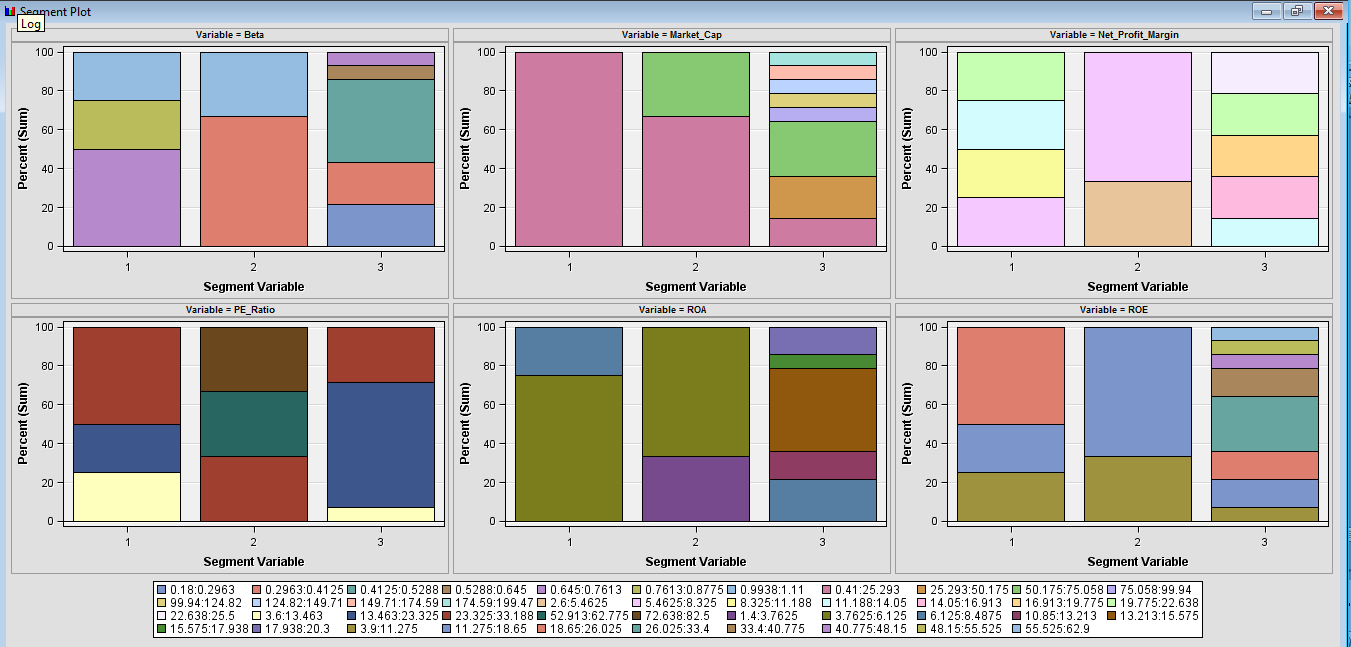 Segment Plot
Log
Variable = Beta
Variable = Market_Cap
Variable = Net_Profit_Margin
Percent (Sum)
100
80
60
40
20
0
1 2 3
Segment Variable
Percent (Sum)
100
80
60
40
20
0
1 2 3
Segment Variable
Percent (Sum)
100
80
60
40
20
0
1 2 3
Segment Variable
Variable = PE_Ratio
Variable = ROA
Variable = ROE
Percent (Sum)
100
80
60
40
20
0
1 2 3
Segment Variable
Percent (Sum)
100
80
60
40
20
0
1 2 3
Segment Variable
Percent (Sum)
100
80
60
40
20
0
1 2 3
Segment Variable
0.18:0.2963 0.2963:0.4125 0.4125:0.5288 0.5288:0.645 0.645:0.7613 0.7613:0.8775 0.9938:1.11 0.41:25.293 25.293:50.175 50.175:75.058 75.058:99.94
99.94:124.82 124.82:149.71 149.71:174.59 174.59:199.47 2.6:5.4625 5.4625:8.325 8.325:11.188 11.188:14.05 14.05:16.913 16.913:19.775 19.775:22.638
22.638:25.5 3.6:13.463 13.463:23.325 23.325:33.188 52.913:62.775 72.638:82.5 1.4:3.7625 3.7625:6.125 6.125:8.4875 10.85:13.213 13.213:15.575
15.575:17.938 17.938:20.3 3.9:11.275 11.275:18.65 18.65:26.025 26.025:33.4 33.4:40.775 40.775:48.15 48.15:55.525 55.525:62.9